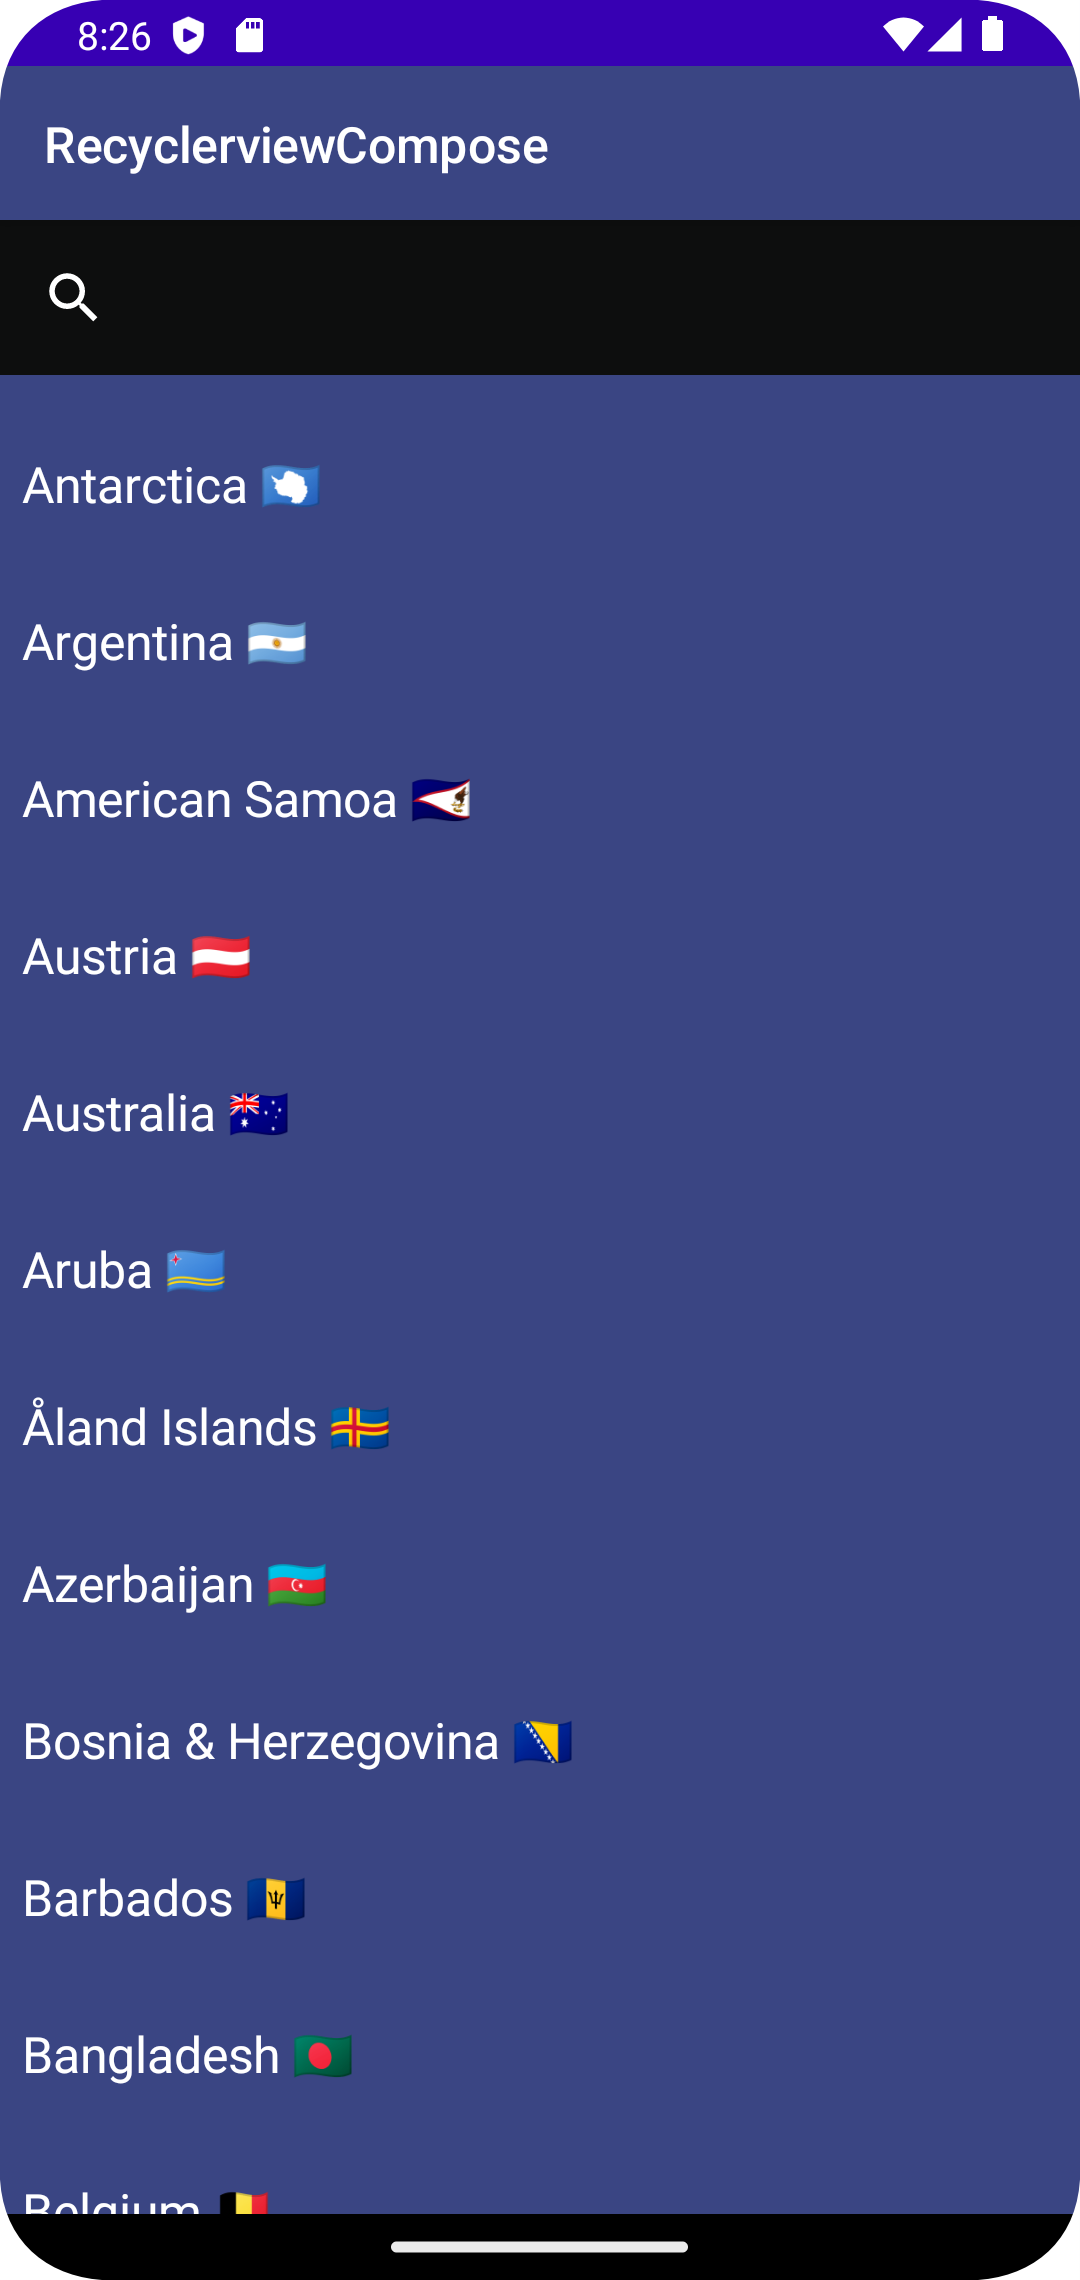 8:26
RecyclerviewCompose
Antarctica 🇦🇶
Argentina 🇦🇷
American Samoa 🇦🇸
Austria 🇦🇹
Australia 🇦🇺
Aruba 🇦🇼
Åland Islands 🇦🇽
Azerbaijan 🇦🇿
Bosnia & Herzegovina 🇧🇦
Barbados 🇧🇧
Bangladesh 🇧🇩
Belgium 🇧🇪